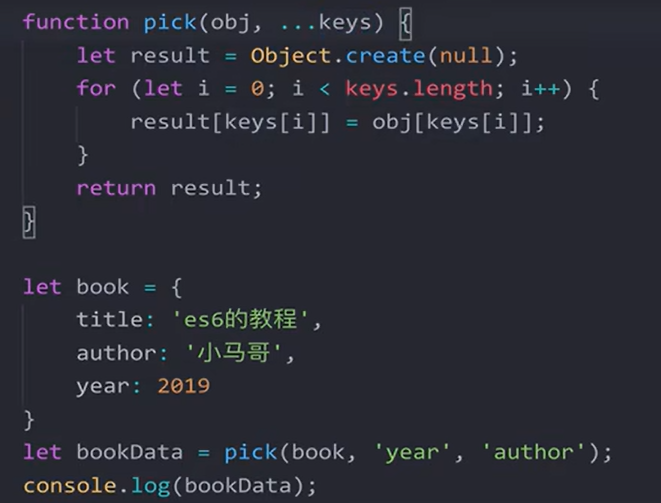 function pick(obj, ...keys) {
    let result = Object.create(null);
    for (let i = 0; i < keys.length; i++) {
        result[keys[i]] = obj[keys[i]];
    }
    return result;
}

let book = {
    title: 'es6的教程',
    author: '小马哥',
    year: 2019
}
let bookData = pick(book, 'year', 'author');
console.log(bookData);